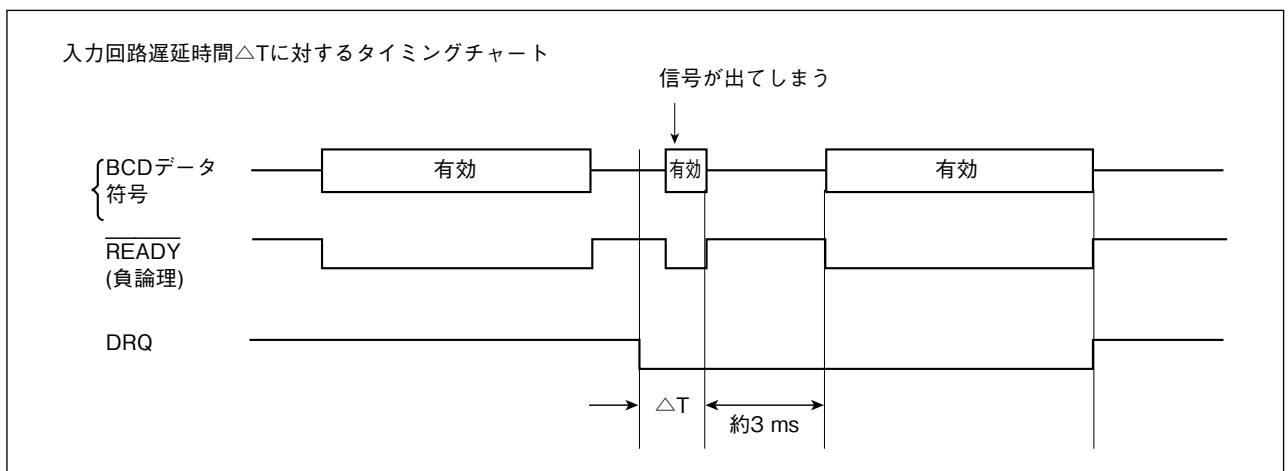 入力回路遅延時間△Tに対するタイミングチャート
信号が出てしまう
BCDデータ
符号
有効
有効
有効
READY
(負論理)
DRQ
△T
約3 ms